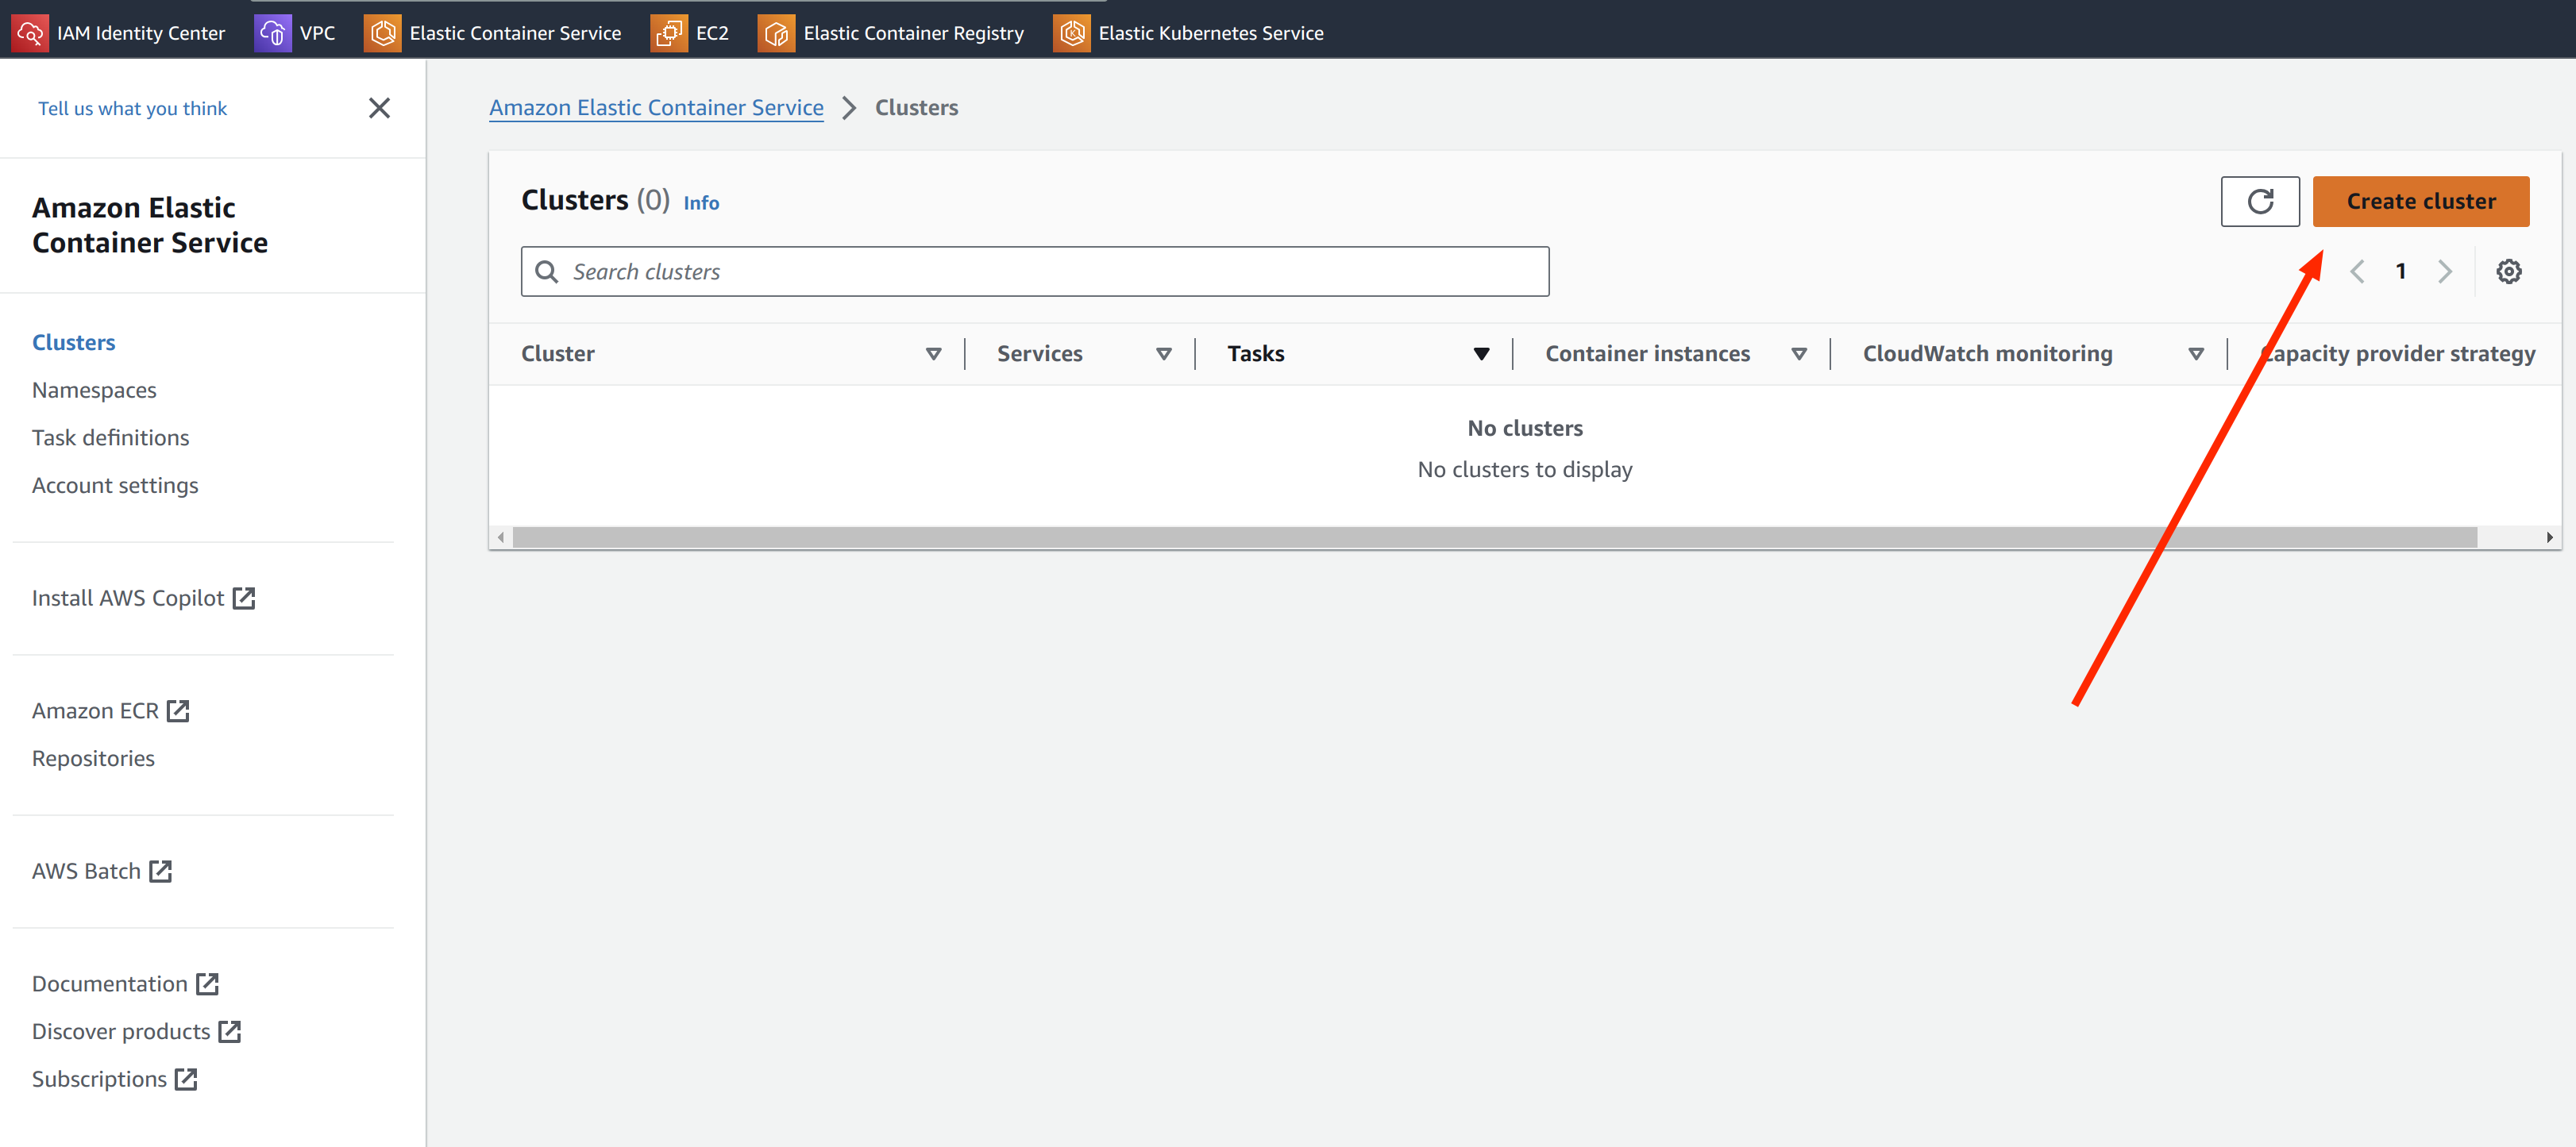 IAM Identity Center VPC Elastic Container Service EC2 Elastic Container Registry Elastic Kubernetes Service
Tell us what you think
Amazon Elastic
Container Service
Clusters
Namespaces
Task definitions
Account settings
Install AWS Copilot
Amazon ECR
Repositories
AWS Batch
Documentation
Discover products
Subscriptions
Amazon Elastic Container Service > Clusters
Clusters (0) Info
Create cluster
Search clusters
1
Cluster Services Tasks Container instances CloudWatch monitoring Capacity provider strategy
No clusters
No clusters to display